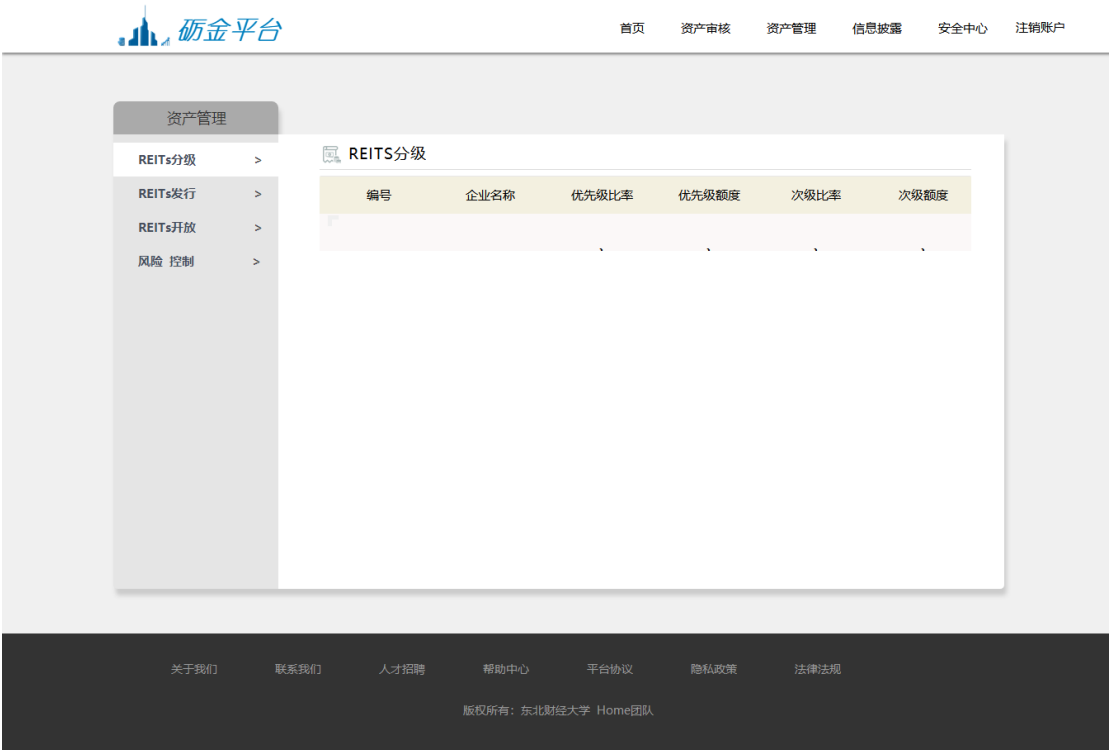 砺金平台
首页 资产审核 资产管理 信息披露 安全中心 注销账户
资产管理
REITs分级 >
REITs发行 >
REITs开放 >
风险 控制 >
REITS分级
编号 企业名称 优先级比率 优先级额度 次级比率 次级额度
、 、 、 、
关于我们 联系我们 人才招聘 帮助中心 平台协议 隐私政策 法律法规
版权所有：东北财经大学 Home团队